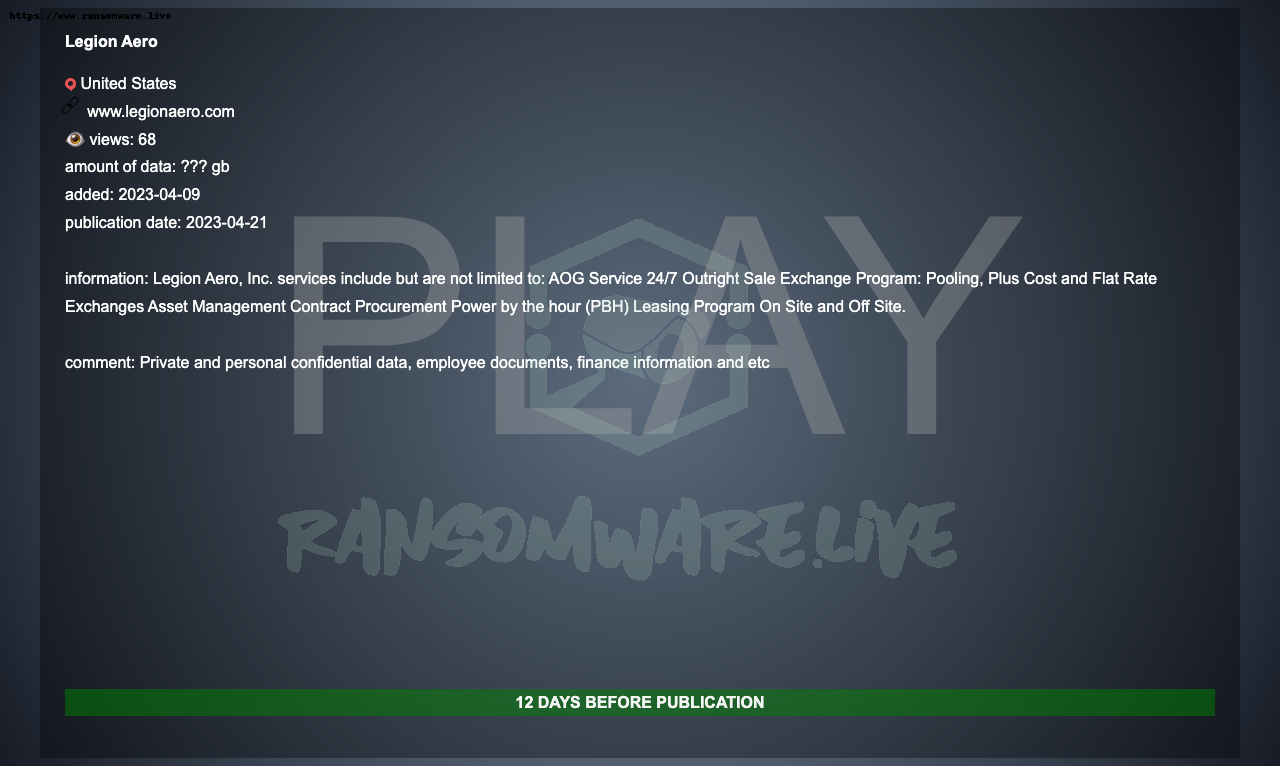 https://www.ransomware.live
Legion Aero
United States
www.legionaero.com
views: 68
amount of data: ??? gb
added: 2023-04-09
publication date: 2023-04-21
PLAY
information: Legion Aero, Inc. services include but are not limited to: AOG Service 24/7 Outright Sale Exchange Program: Pooling, Plus Cost and Flat Rate
Exchanges Asset Management Contract Procurement Power by the hour (PBH) Leasing Program On Site and Off Site.
comment: Private and personal confidential data, employee documents, finance information and etc
RANSOMWARE.LIVE
12 DAYS BEFORE PUBLICATION